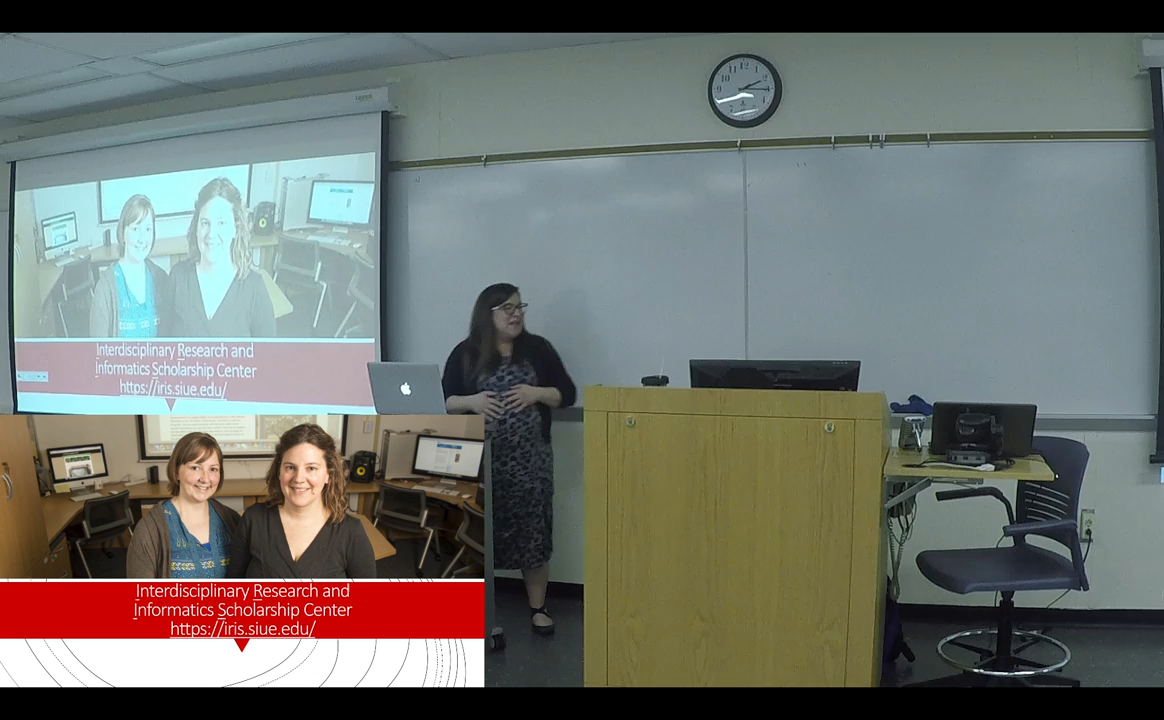 Interdisciplinary Research and
Informatics Scholarship Center
https://iris.siue.edu/
Interdisciplinary Research and
Informatics Scholarship Center
https://iris.siue.edu/